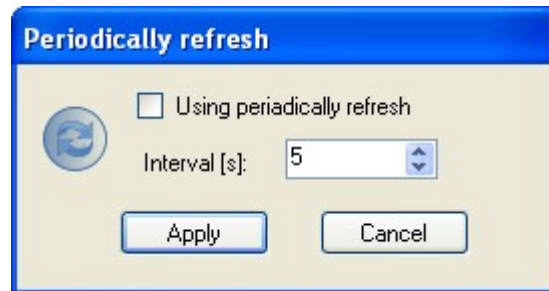 Periodically refresh
Using periadically refresh
Interval [s]: 5
Apply Cancel